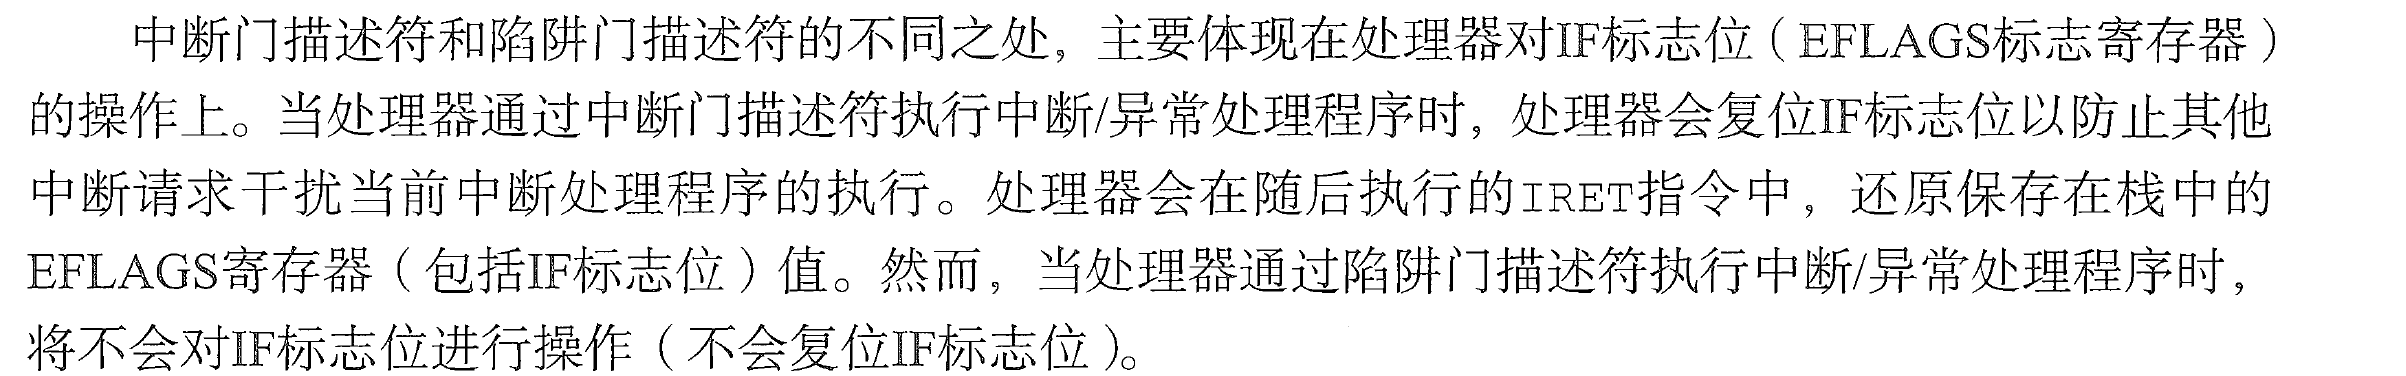 中断门描述符和陷阱门描述符的不同之处，主要体现在处理器对IF标志位（EFLAGS标志寄存器）
的操作上。当处理器通过中断门描述符执行中断/异常处理程序时，处理器会复位IF标志位以防止其他
中断请求干扰当前中断处理程序的执行。处理器会在随后执行的IRET指令中，还原保存在栈中的
EFLAGS寄存器（包括IF标志位）值。然而，当处理器通过陷阱门描述符执行中断/异常处理程序时，
将不会对IF标志位进行操作（不会复位IF标志位）。